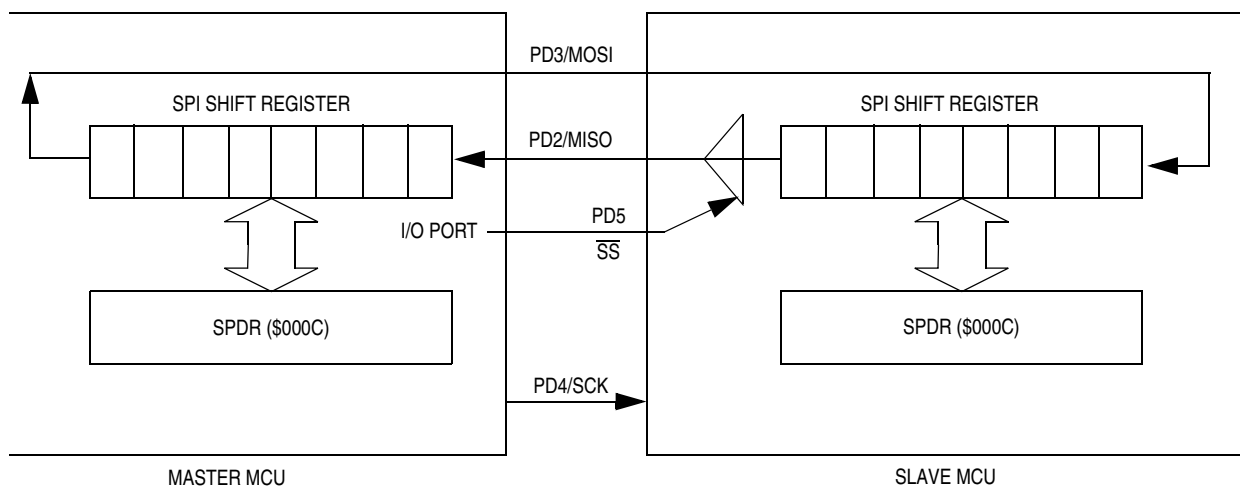 PD3/MOSI
SPI SHIFT REGISTER
SPI SHIFT REGISTER
PD2/MISO
I/O PORT
PD5
SS
SPDR ($000C)
SPDR ($000C)
PD4/SCK
MASTER MCU
SLAVE MCU